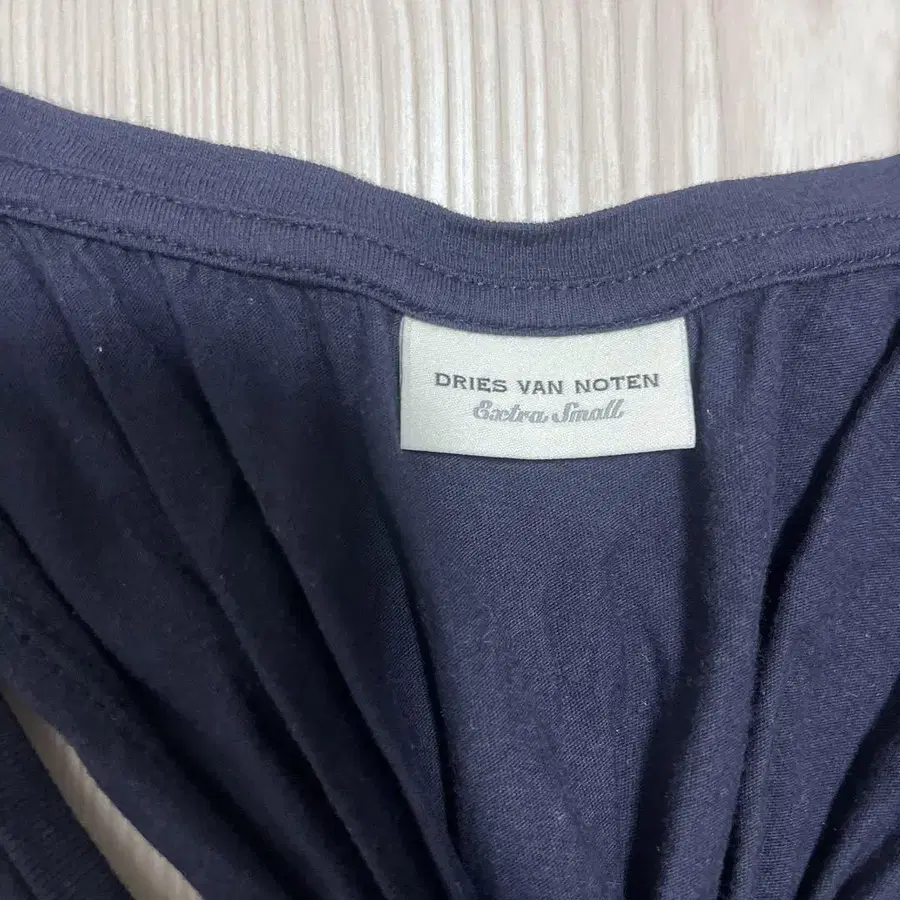 DRIES VAN NOTEN
Extra Small